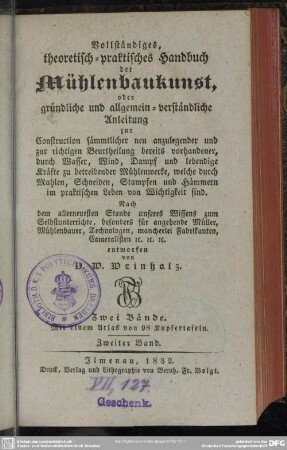 Vollständiges,
theoretisch-praktisches Handbuch
der
Mühlenbaukunst,
oder
gründliche und allgemein-verständliche
Anleitung
zur
Construction sämmtlicher neu anzulegender und
zur richtigen Beurtheilung bereits vorhandener,
durch Wasser, Wind, Dampf und lebendige
Kräfte zu betreibender Mühlenwerke, welche durch
Mahlen, Schneiden, Stampfen und Hämmern
im praktischen Leben von Wichtigkeit sind.
Nach
dem allerneuesten Stande unseres Wissens zum
Selbstunterrichte, besonders für angehende Müller,
Mühlenbauer, Technologen, mancherlei Fabrikanten,
Cameralisten ꝛc. ꝛc. ꝛc.
entworfen
von
D. W. Weinholz.
Zwei Bände.
Mit einem Atlas von 98 Kupfertafeln.
Zweiter Band.
Ilmenau, 1832.
Druck, Verlag und Lithographie von Bernh. Fr. Voigt.
VII, 127
Geschenk.